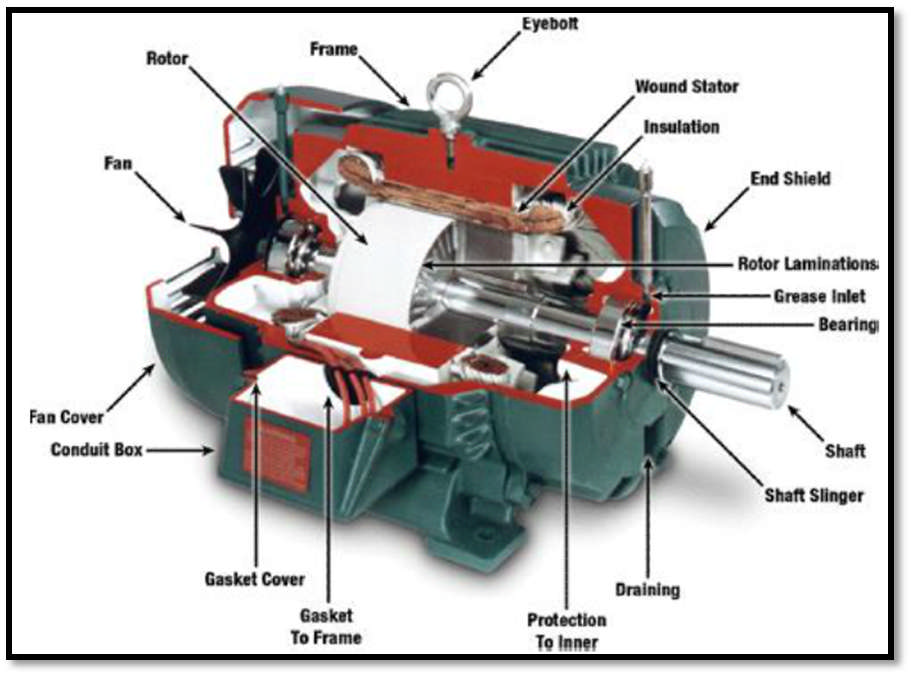 Eyebolt
Frame
Rotor
Wound Stator
Insulation
Fan
End Shield
Rotor Laminations
Grease Inlet
Bearing
Fan Cover
Conduit Box
Shaft
Shaft Slinger
Gasket Cover
Draining
Gasket
To Frame
Protection
To Inner